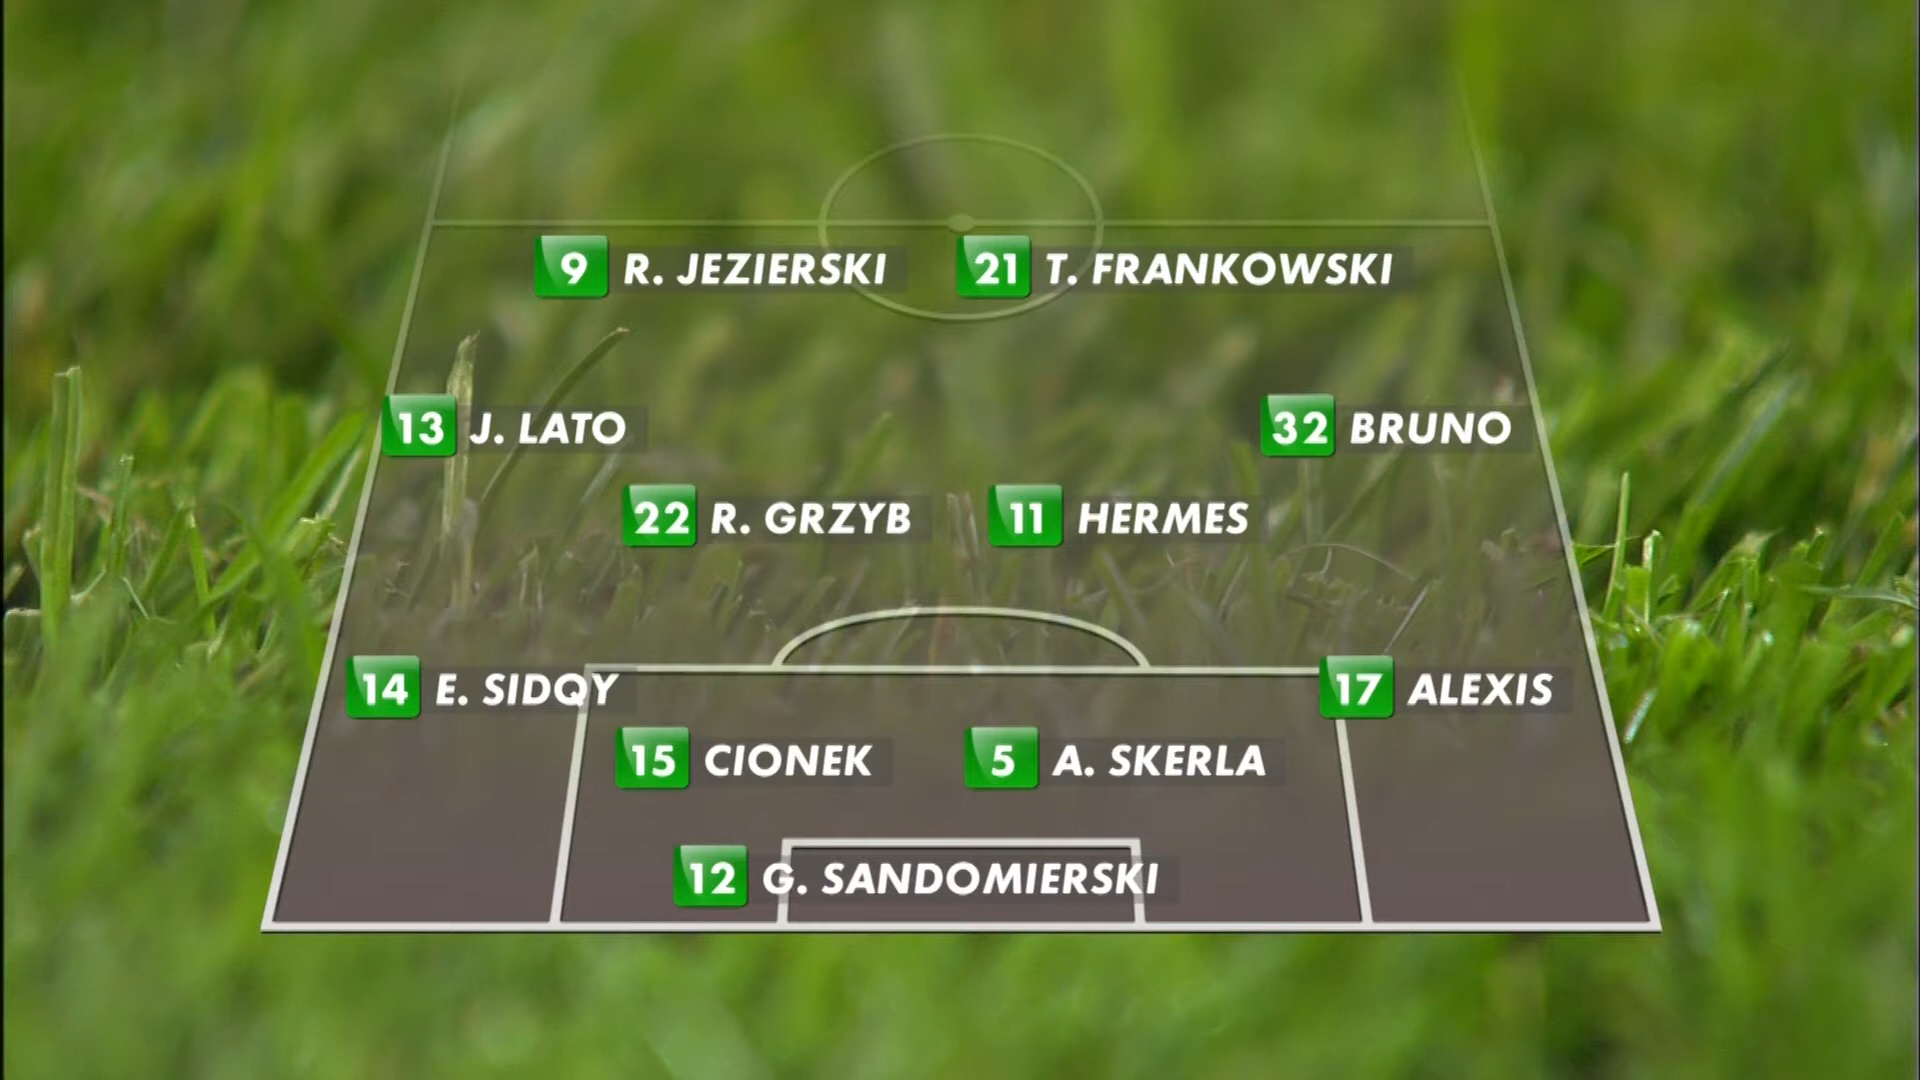 9 R. JEZIERSKI 21 T. FRANKOWSKI
13 J. LATO 32 BRUNO
22 R. GRZYB 11 HERMES
14 E. SIDQY 17 ALEXIS
15 CIONEK 5 A. SKERLA
12 G. SANDOMIERSKI